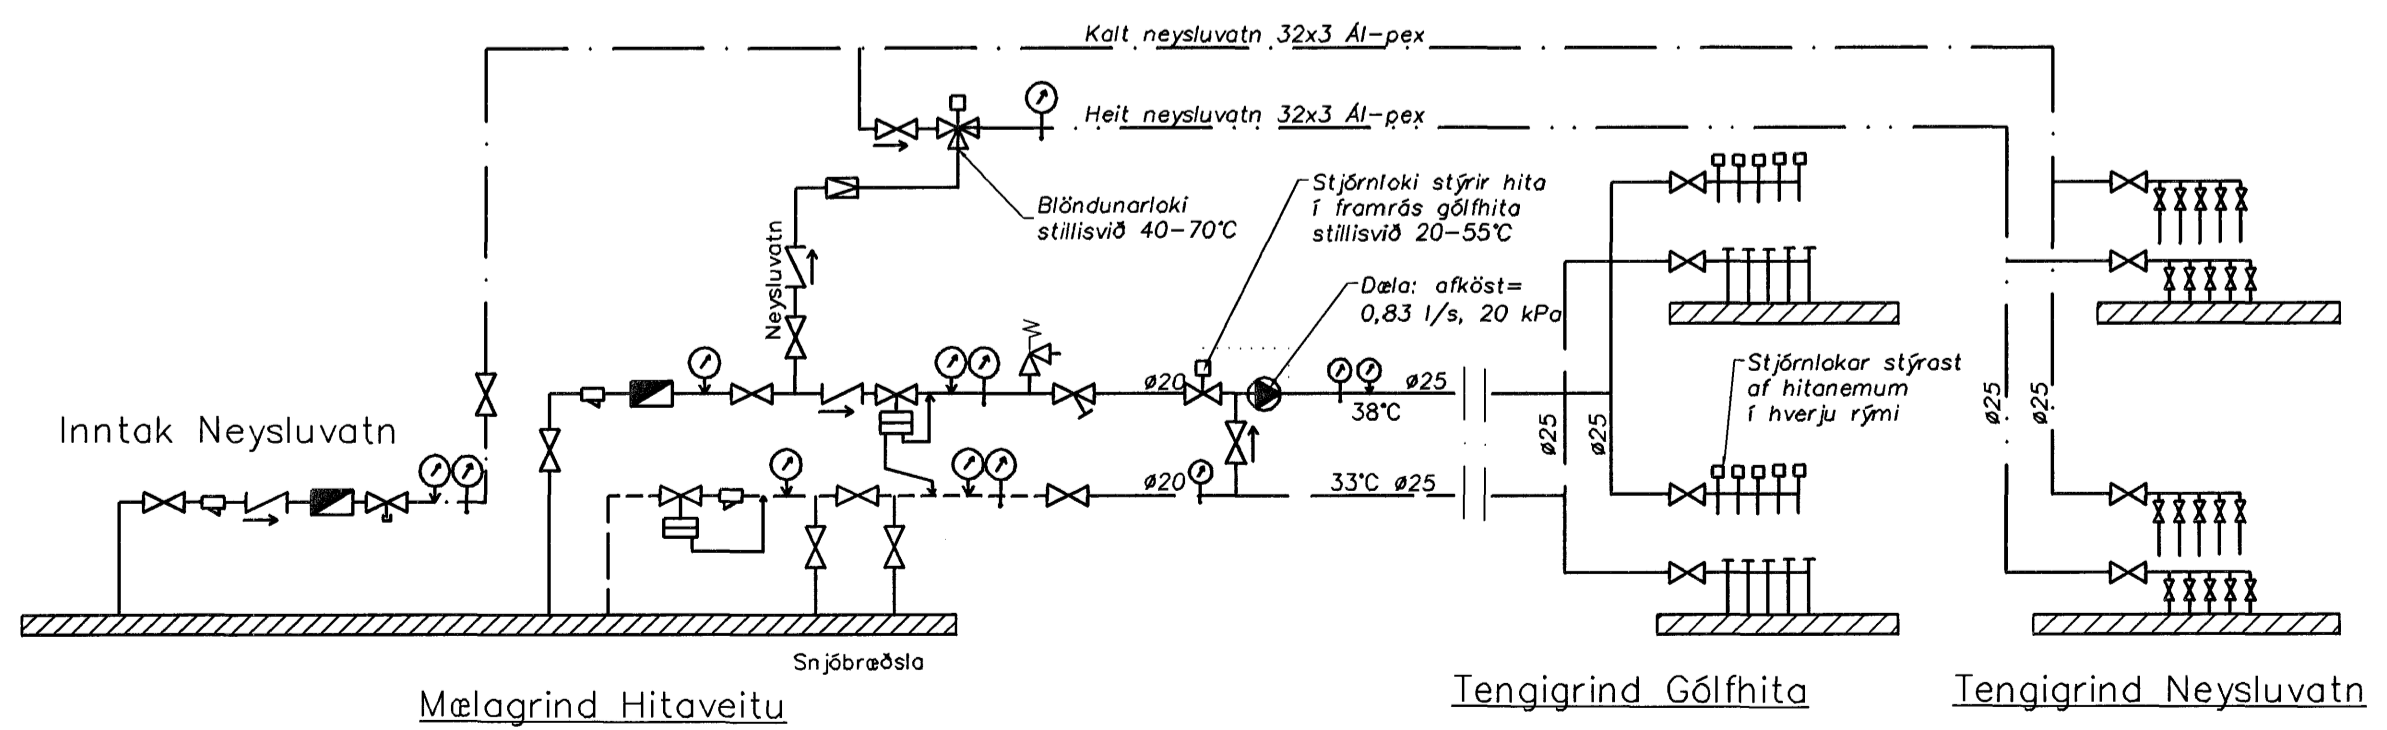 Kalt neysluvatn 32x3 Ál-pex
Heit neysluvatn 32x3 Ál-pex
Blöndunarloki
stillisvið 40-70°C
Stjórnloki stýrir hita
í framrás gólfhita
stillisvið 20-55°C
Neysluvatn
Dæla: afköst=
0,83 l/s, 20 kPa
Stjórnlokar stýrast
af hitanemum
í hverju rými
Inntak Neysluvatn
ø20
ø25
38°C
ø25
ø25
ø25
ø25
ø20
33°C ø25
Snjóbræðsla
Mælagrind Hitaveitu
Tengigrind Gólfhita
Tengigrind Neysluvatn